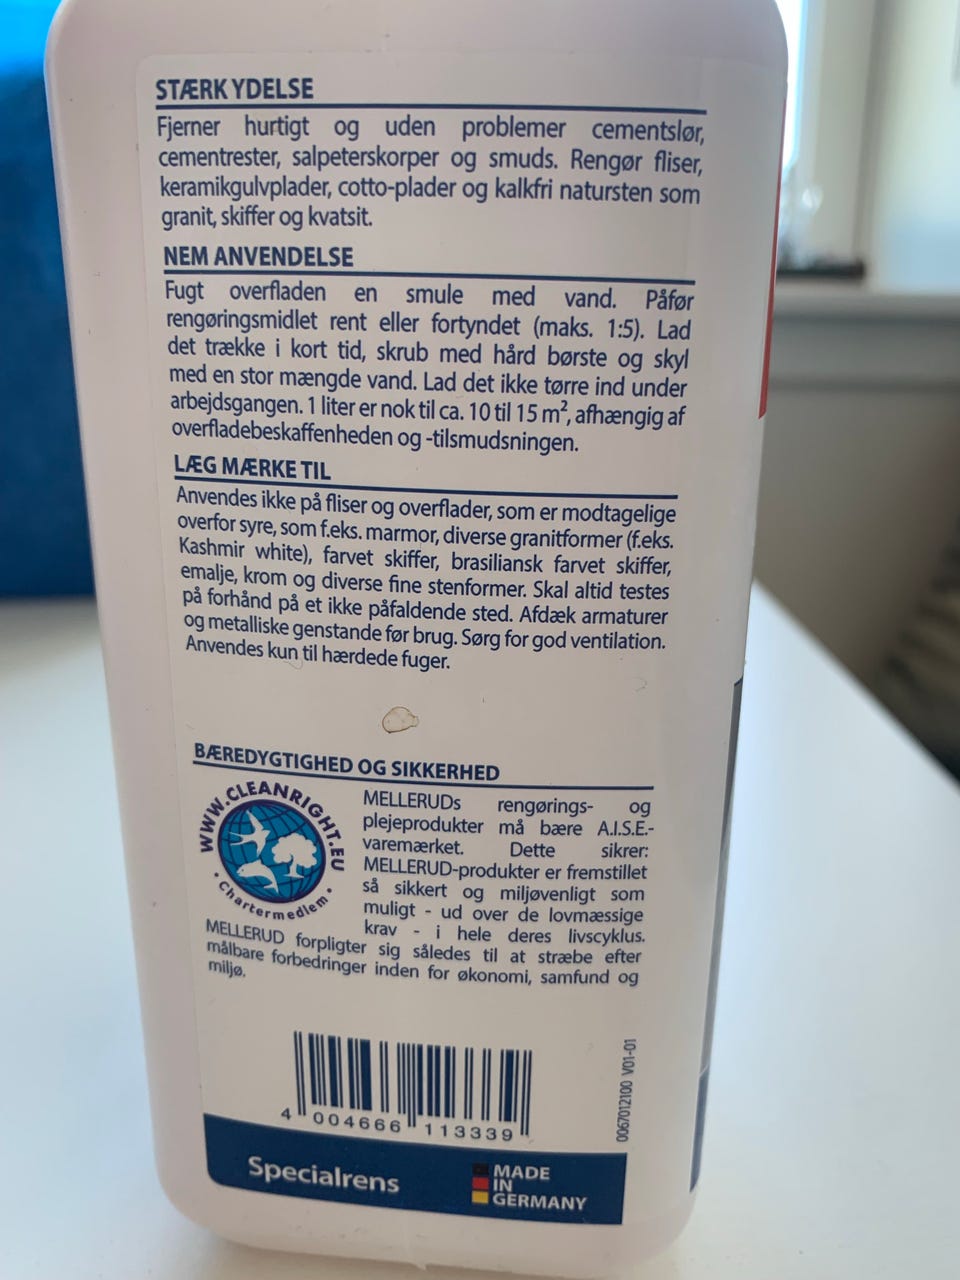 STÆRK YDELSE
Fjerner hurtigt og uden problemer cementslør,
cementrester, salpeterskorper og smuds. Rengør fliser,
keramikgulvplader, cotto-plader og kalkfri natursten som
granit, skiffer og kvatsit.
NEM ANVENDELSE
Fugt overfladen en smule med vand. Påfør
rengøringsmidlet rent eller fortyndet (maks. 1:5). Lad
det trække i kort tid, skrub med hård børste og skyl
med en stor mængde vand. Lad det ikke tørre ind under
arbejdsgangen. 1 liter er nok til ca. 10 til 15 m², afhængig af
overfladebeskaffenheden og -tilsmudsningen.
LÆG MÆRKE TIL
Anvendes ikke på fliser og overflader, som er modtagelige
overfor syre, som f.eks. marmor, diverse granitformer (f.eks.
Kashmir white), farvet skiffer, brasiliansk farvet skiffer,
emalje, krom og diverse fine stenformer. Skal altid testes
på forhånd på et ikke påfaldende sted. Afdæk armaturer
og metalliske genstande før brug. Sørg for god ventilation.
Anvendes kun til hærdede fuger.
BÆREDYGTIGHED OG SIKKERHED
WWW.CLEANRIGHT.EU
• Chartermedlem •
MELLERUDs rengørings- og
plejeprodukter må bære A.I.S.E.-
varemærket. Dette sikrer:
MELLERUD-produkter er fremstillet
så sikkert og miljøvenligt som
muligt - ud over de lovmæssige
krav - i hele deres livscyklus.
MELLERUD forpligter sig således til at stræbe efter
målbare forbedringer inden for økonomi, samfund og
miljø.
4 004666 113339
0067012100 V01-01
Specialrens
MADE
IN
GERMANY